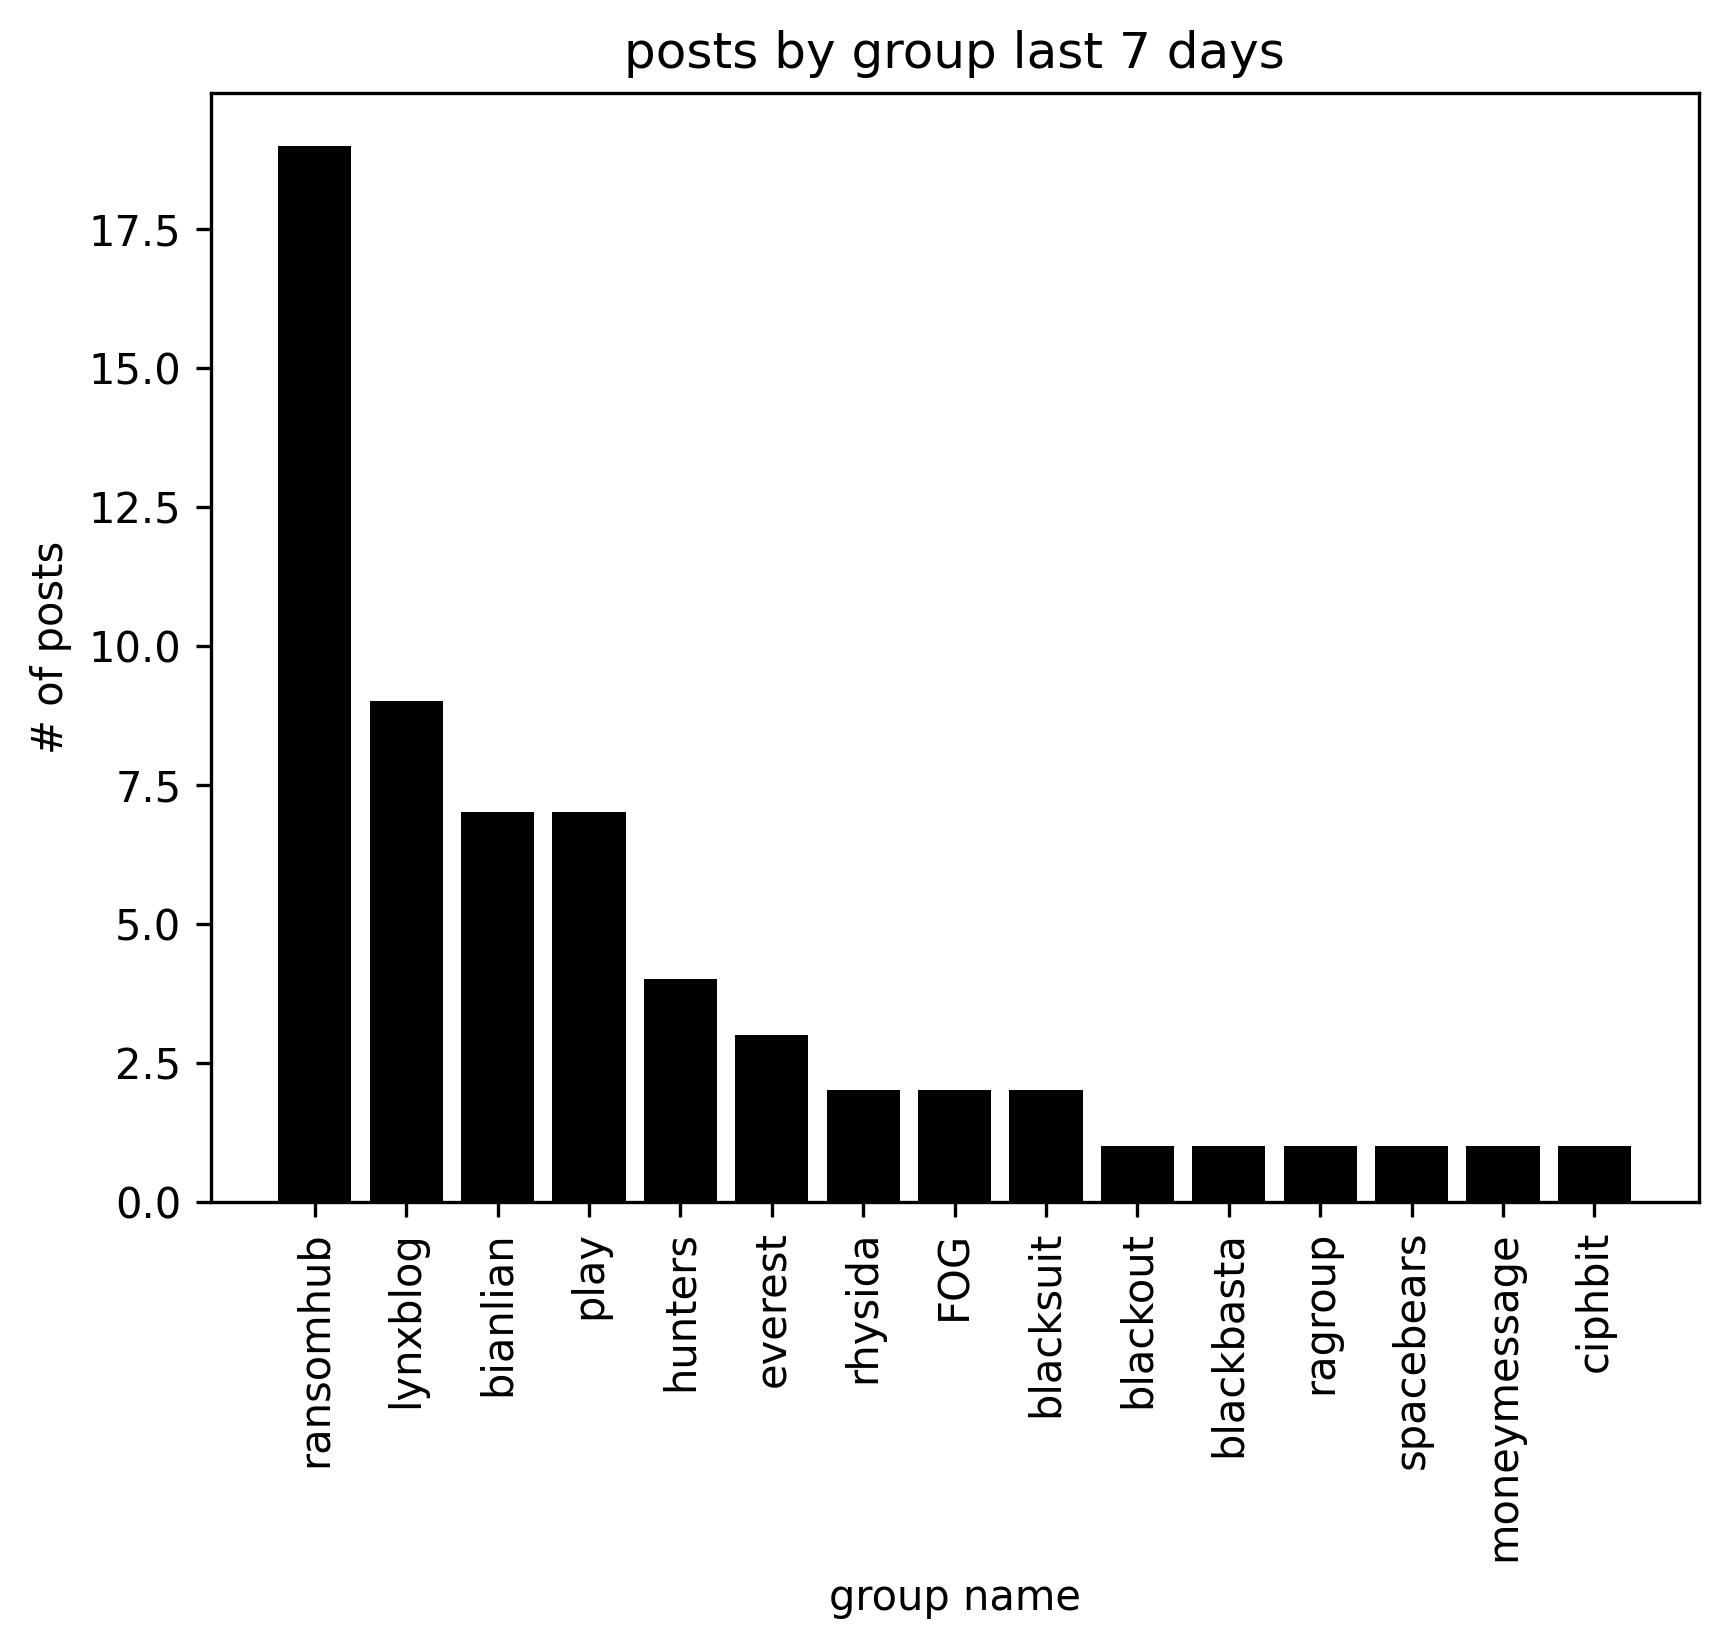 posts by group last 7 days
# of posts
17.5
15.0
12.5
10.0
7.5
5.0
2.5
0.0
ransomhub
lynxblog
bianlian
play
hunters
everest
rhysida
FOG
blacksuit
blackout
blackbasta
ragroup
spacebears
moneymessage
ciphbit
group name